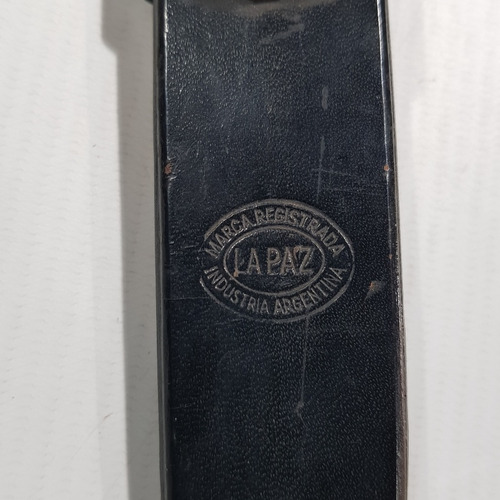 MARCA REGISTRADA
LA PAZ
INDUSTRIA ARGENTINA